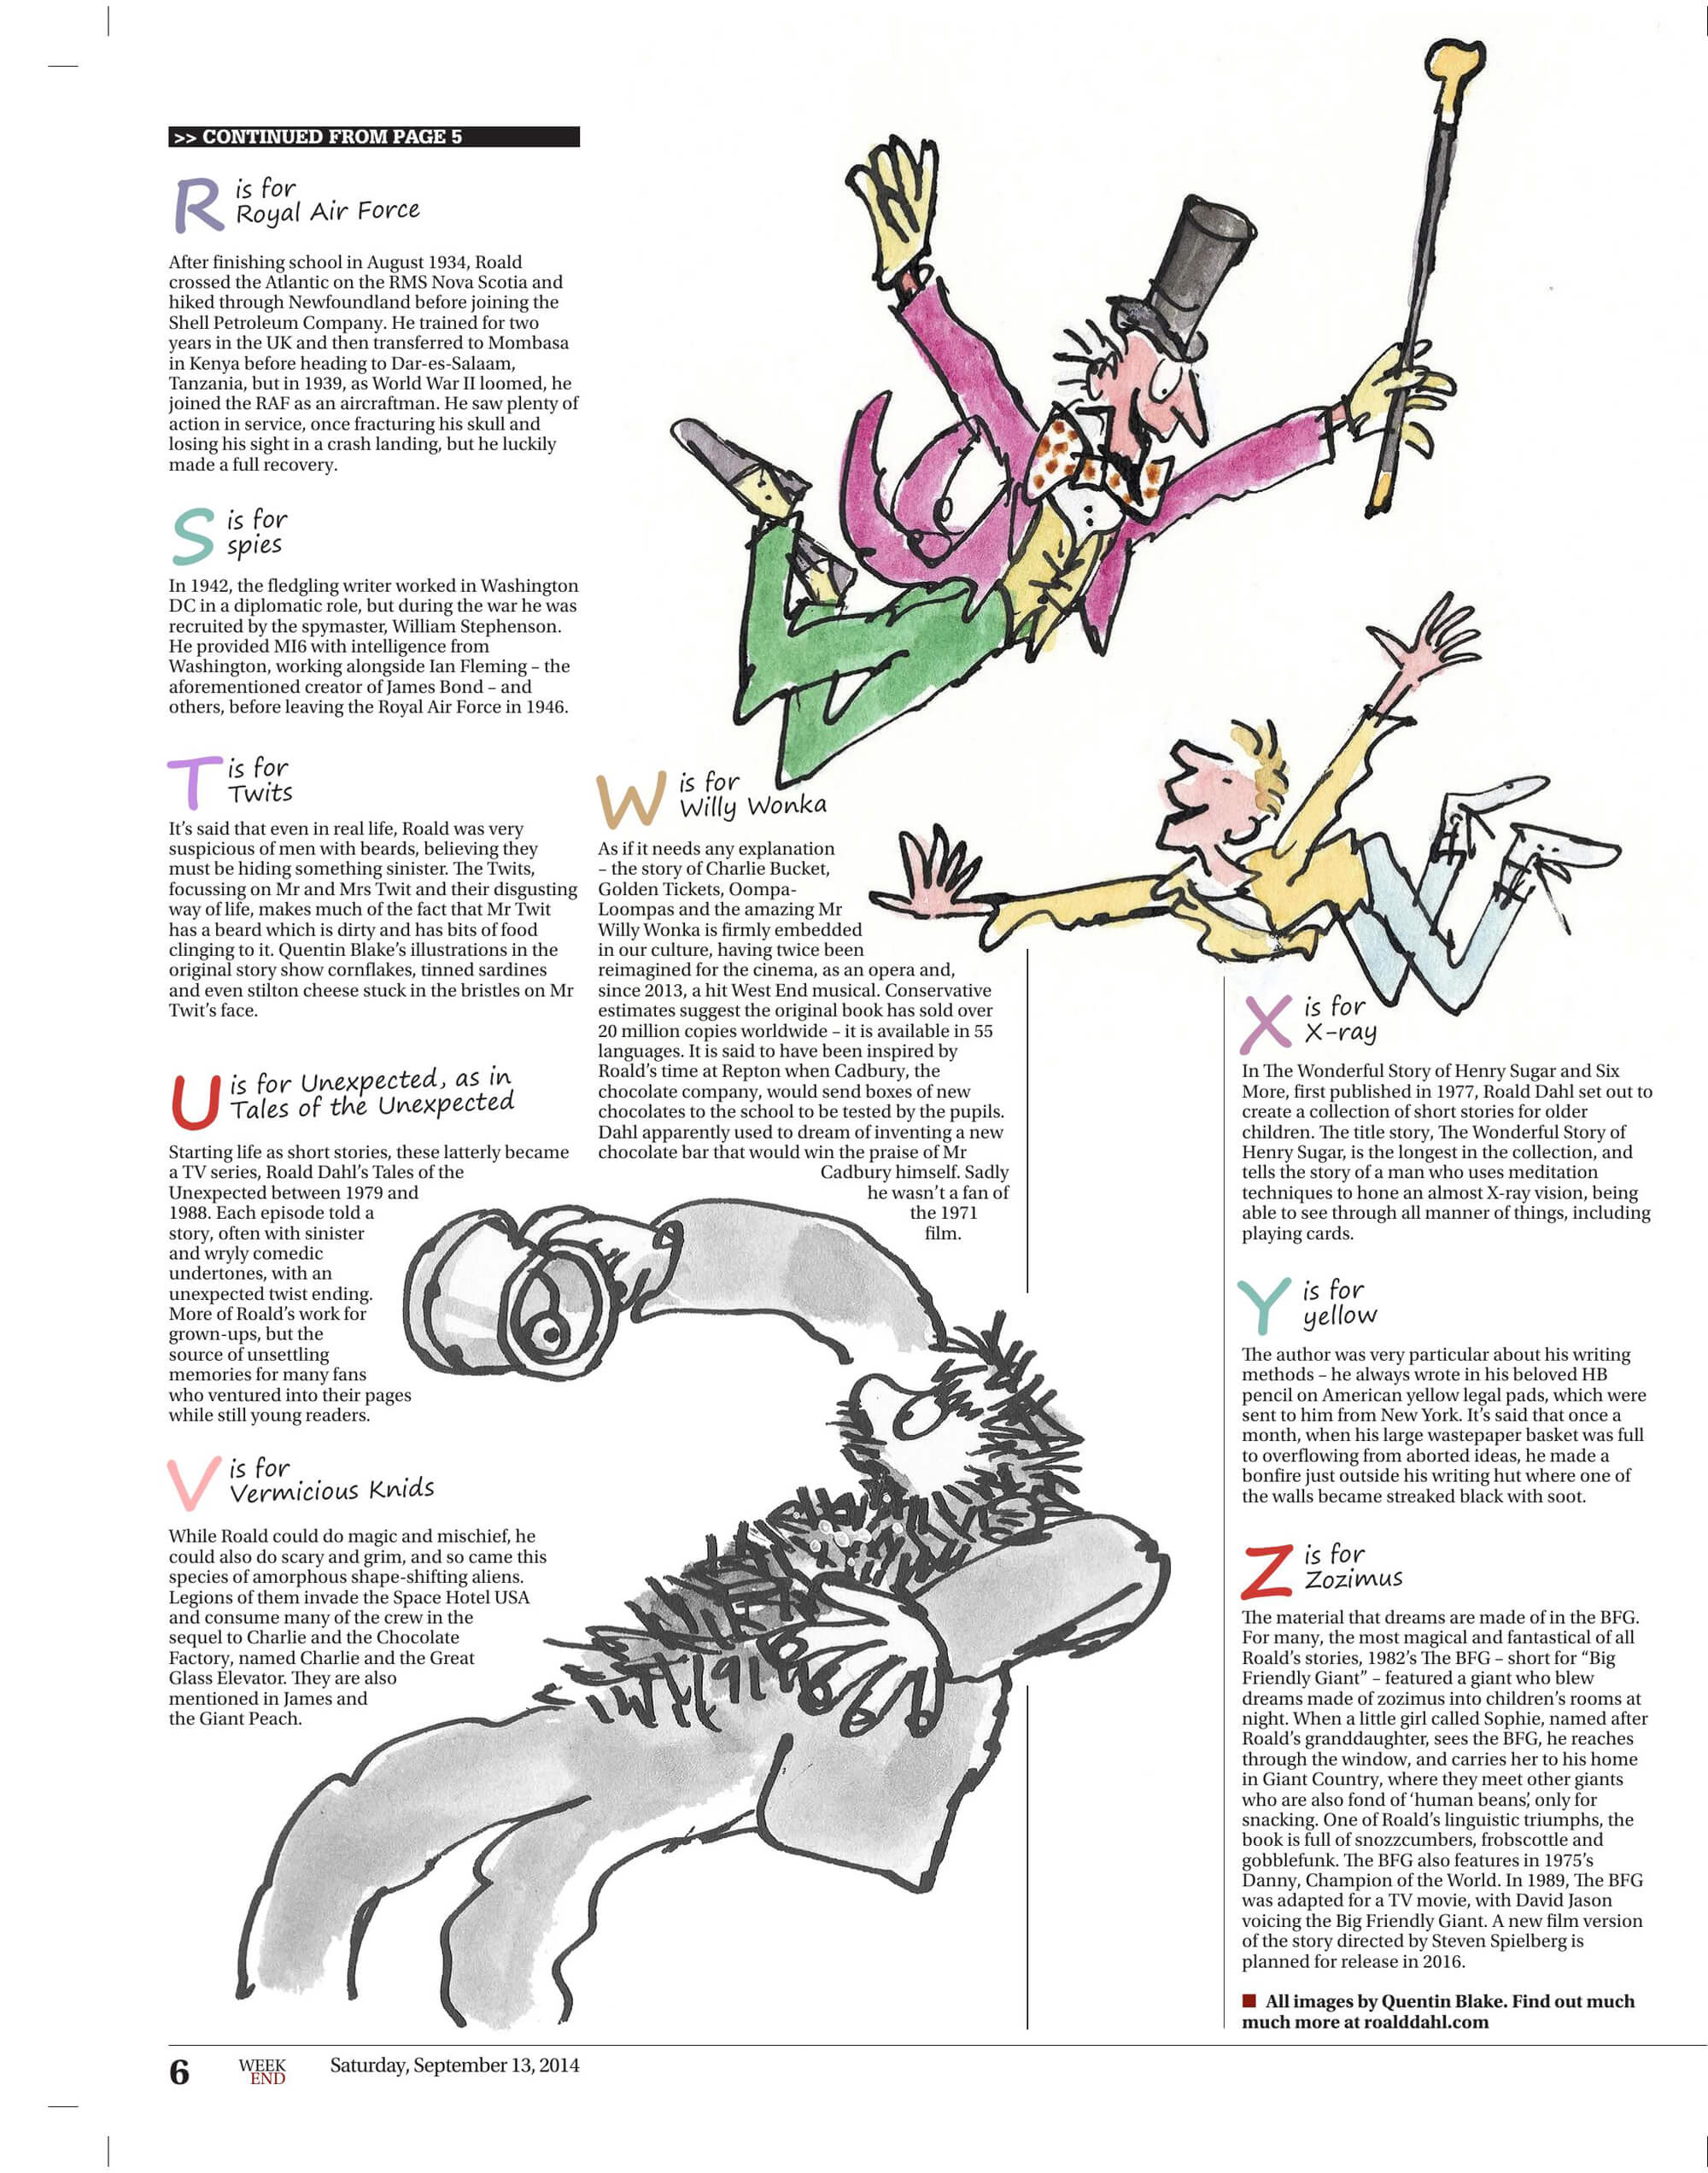 >> CONTINUED FROM PAGE 5
R is for
Royal Air Force
After finishing school in August 1934, Roald
crossed the Atlantic on the RMS Nova Scotia and
hiked through Newfoundland before joining the
Shell Petroleum Company. He trained for two
years in the UK and then transferred to Mombasa
in Kenya before heading to Dar-es-Salaam,
Tanzania, but in 1939, as World War II loomed, he
joined the RAF as an aircraftman. He saw plenty of
action in service, once fracturing his skull and
losing his sight in a crash landing, but he luckily
made a full recovery.
S is for
spies
In 1942, the fledgling writer worked in Washington
DC in a diplomatic role, but during the war he was
recruited by the spymaster, William Stephenson.
He provided MI6 with intelligence from
Washington, working alongside Ian Fleming – the
aforementioned creator of James Bond – and
others, before leaving the Royal Air Force in 1946.
T is for
Twits
It's said that even in real life, Roald was very
suspicious of men with beards, believing they
must be hiding something sinister. The Twits,
focussing on Mr and Mrs Twit and their disgusting
way of life, makes much of the fact that Mr Twit
has a beard which is dirty and has bits of food
clinging to it. Quentin Blake's illustrations in the
original story show cornflakes, tinned sardines
and even stilton cheese stuck in the bristles on Mr
Twit's face.
U is for Unexpected, as in
Tales of the Unexpected
Starting life as short stories, these latterly became
a TV series, Roald Dahl's Tales of the
Unexpected between 1979 and
1988. Each episode told a
story, often with sinister
and wryly comedic
undertones, with an
unexpected twist ending.
More of Roald's work for
grown-ups, but the
source of unsettling
memories for many fans
who ventured into their pages
while still young readers.
V is for
Vermicious Knids
While Roald could do magic and mischief, he
could also do scary and grim, and so came this
species of amorphous shape-shifting aliens.
Legions of them invade the Space Hotel USA
and consume many of the crew in the
sequel to Charlie and the Chocolate
Factory, named Charlie and the Great
Glass Elevator. They are also
mentioned in James and
the Giant Peach.
W is for
Willy Wonka
As if it needs any explanation
– the story of Charlie Bucket,
Golden Tickets, Oompa-
Loompas and the amazing Mr
Willy Wonka is firmly embedded
in our culture, having twice been
reimagined for the cinema, as an opera and,
since 2013, a hit West End musical. Conservative
estimates suggest the original book has sold over
20 million copies worldwide – it is available in 55
languages. It is said to have been inspired by
Roald's time at Repton when Cadbury, the
chocolate company, would send boxes of new
chocolates to the school to be tested by the pupils.
Dahl apparently used to dream of inventing a new
chocolate bar that would win the praise of Mr
Cadbury himself. Sadly
he wasn't a fan of
the 1971
film.
X is for
X-ray
In The Wonderful Story of Henry Sugar and Six
More, first published in 1977, Roald Dahl set out to
create a collection of short stories for older
children. The title story, The Wonderful Story of
Henry Sugar, is the longest in the collection, and
tells the story of a man who uses meditation
techniques to hone an almost X-ray vision, being
able to see through all manner of things, including
playing cards.
Y is for
yellow
The author was very particular about his writing
methods – he always wrote in his beloved HB
pencil on American yellow legal pads, which were
sent to him from New York. It's said that once a
month, when his large wastepaper basket was full
to overflowing from aborted ideas, he made a
bonfire just outside his writing hut where one of
the walls became streaked black with soot.
Z is for
Zozimus
The material that dreams are made of in the BFG.
For many, the most magical and fantastical of all
Roald's stories, 1982's The BFG – short for “Big
Friendly Giant” – featured a giant who blew
dreams made of zozimus into children's rooms at
night. When a little girl called Sophie, named after
Roald's granddaughter, sees the BFG, he reaches
through the window, and carries her to his home
in Giant Country, where they meet other giants
who are also fond of ‘human beans’, only for
snacking. One of Roald's linguistic triumphs, the
book is full of snozzcumbers, frobscottle and
gobblefunk. The BFG also features in 1975's
Danny, Champion of the World. In 1989, The BFG
was adapted for a TV movie, with David Jason
voicing the Big Friendly Giant. A new film version
of the story directed by Steven Spielberg is
planned for release in 2016.
■ All images by Quentin Blake. Find out much
much more at roalddahl.com
6 WEEK END Saturday, September 13, 2014